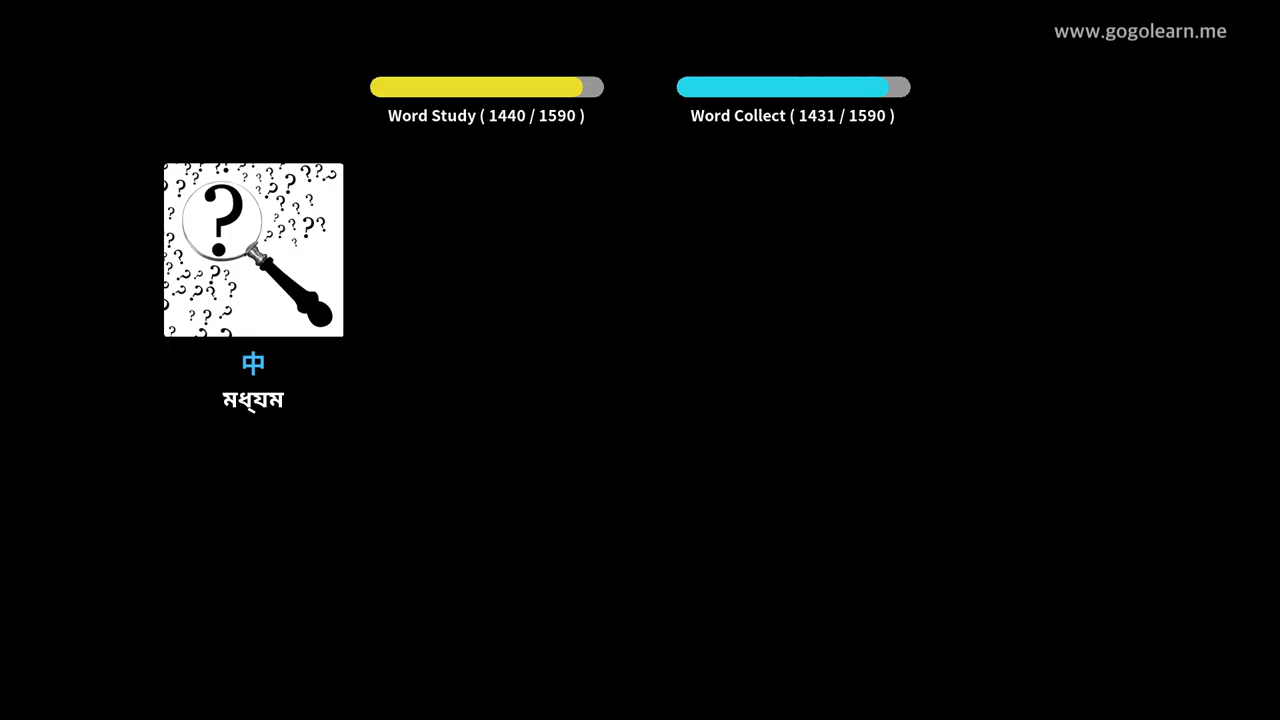 www.gogolearn.me
Word Study ( 1440 / 1590 )
Word Collect ( 1431 / 1590 )
中
মধ্যম